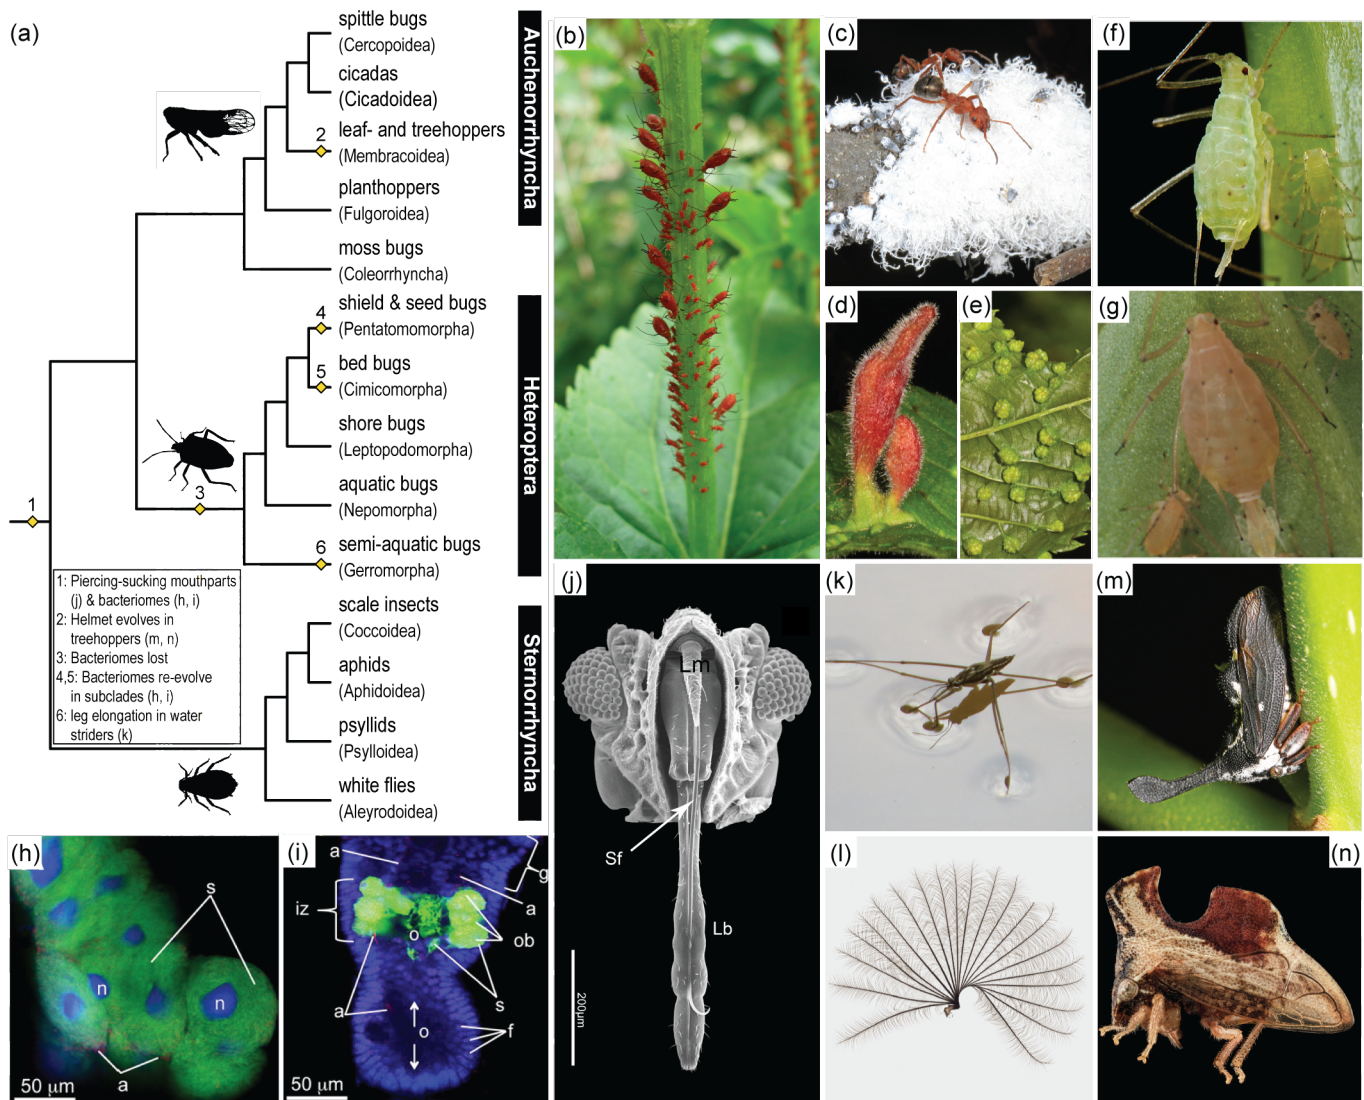 (a)
spittle bugs
(Cercopoidea)
cicadas
(Cicadoidea)
2
leaf- and treehoppers
(Membracoidea)
planthoppers
(Fulgoroidea)
moss bugs
(Coleorrhyncha)
Auchenorrhyncha
4
shield & seed bugs
(Pentatomomorpha)
5
bed bugs
(Cimicomorpha)
shore bugs
(Leptopodomorpha)
3
aquatic bugs
(Nepomorpha)
1
6
semi-aquatic bugs
(Gerromorpha)
Heteroptera
scale insects
(Coccoidea)
aphids
(Aphidoidea)
psyllids
(Psylloidea)
white flies
(Aleyrodoidea)
Sternorrhyncha
1: Piercing-sucking mouthparts
(j) & bacteriomes (h, i)
2: Helmet evolves in
treehoppers (m, n)
3: Bacteriomes lost
4,5: Bacteriomes re-evolve
in subclades (h, i)
6: leg elongation in water
striders (k)
(b)
(c)
(f)
(d)
(e)
(g)
(h)
s
n
n
a
50 µm
(i)
a
g
iz
a
o
ob
s
a
o
f
50 µm
(j)
Lm
Sf
Lb
200µm
(k)
(m)
(l)
(n)